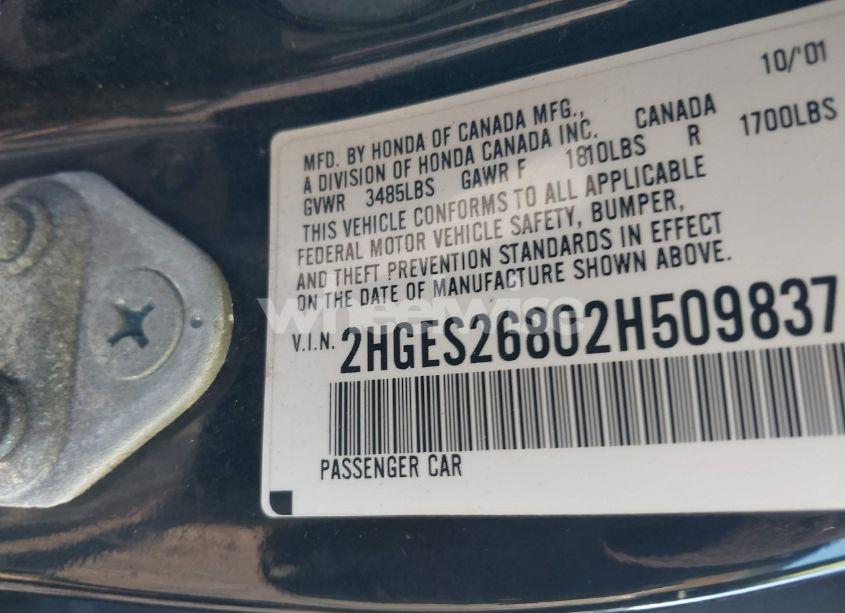 10/'01
MFD. BY HONDA OF CANADA MFG.,
A DIVISION OF HONDA CANADA INC. CANADA
GVWR 3485LBS GAWR F 1810LBS R 1700LBS
THIS VEHICLE CONFORMS TO ALL APPLICABLE
FEDERAL MOTOR VEHICLE SAFETY, BUMPER,
AND THEFT PREVENTION STANDARDS IN EFFECT
ON THE DATE OF MANUFACTURE SHOWN ABOVE.
wheelwise
V.I.N. 2HGES26802H509837
PASSENGER CAR